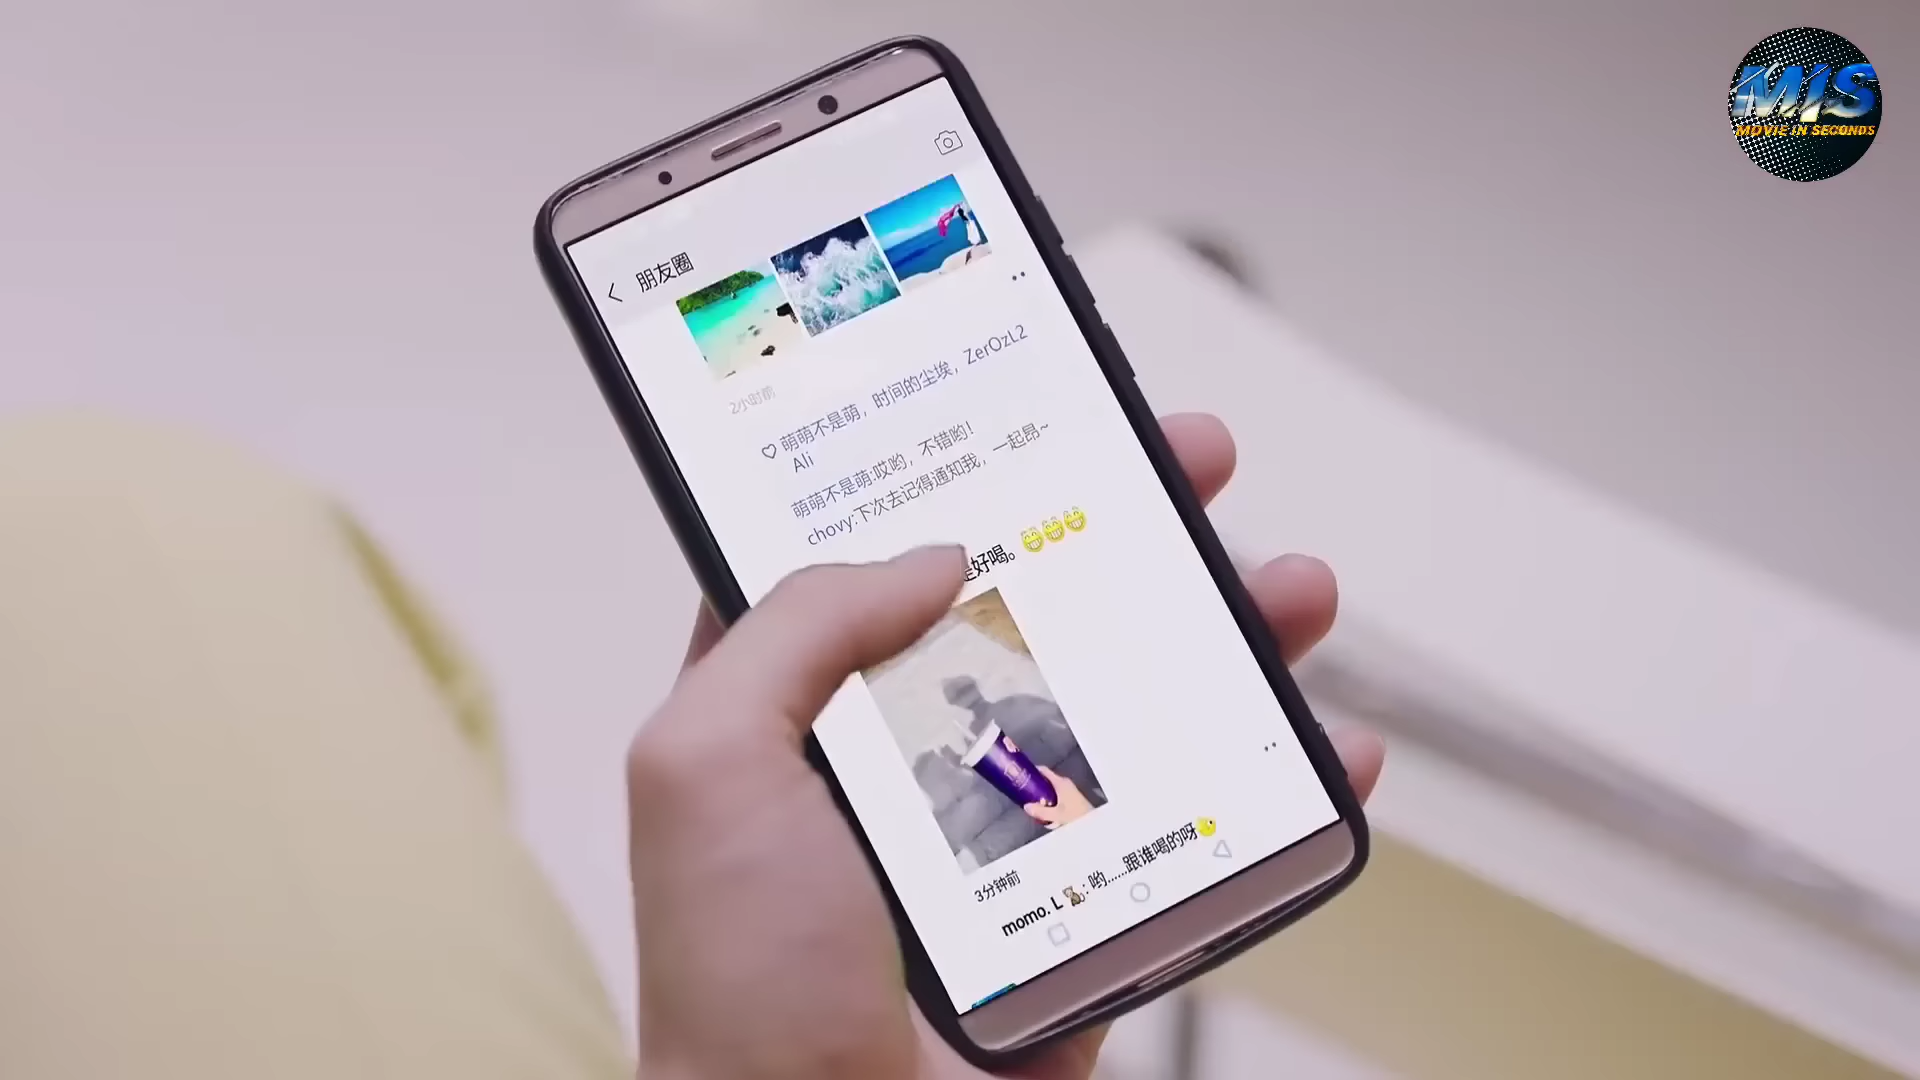 MIS
MOVIE IN SECONDS
朋友圈
2小时前
萌萌不是萌，时间的尘埃，ZerOzL2
Ali
萌萌不是萌:哎哟，不错哟！
chovy:下次去记得通知我，一起昂~
是好喝。
3分钟前
momo. L : 哟......跟谁喝的呀